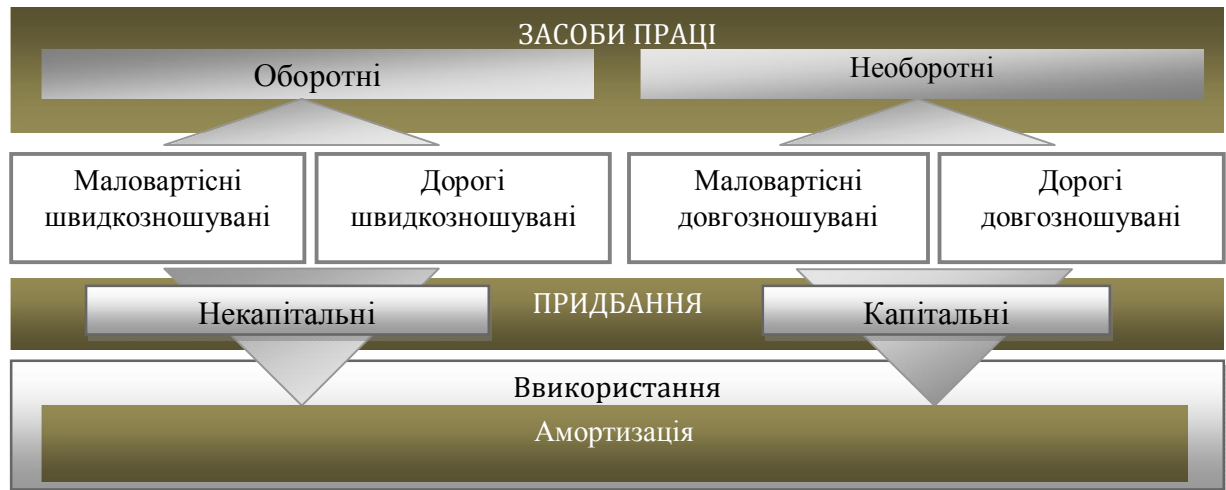 ЗАСОБИ ПРАЦІ
Оборотні
Необоротні
Маловартісні
швидкозношувані
Дорогі
швидкозношувані
Маловартісні
довгозношувані
Дорогі
довгозношувані
ПРИДБАННЯ
Некапітальні
Капітальні
Ввикористання
Амортизація